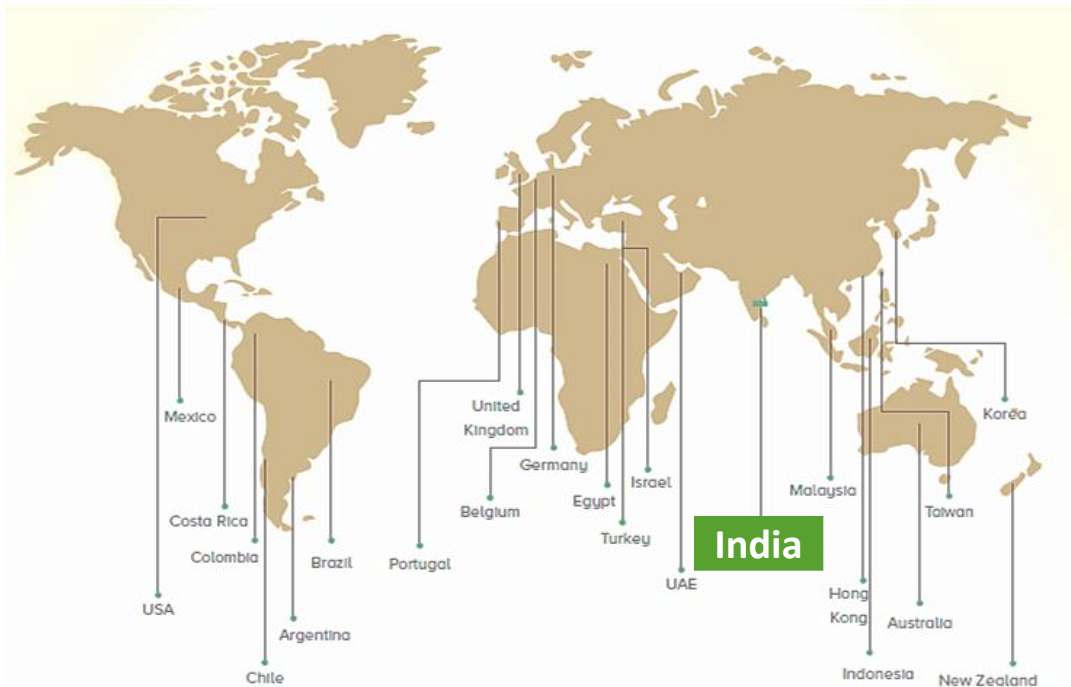 Mexico
United
Kingdom
Korea
Germany
Israel
Malaysia
Egypt
Belgium
Taiwan
Costa Rica
Turkey
India
Colombia
Brazil
Portugal
UAE
Hong
Kong
USA
Australia
Argentina
Chile
Indonesia
New Zealand